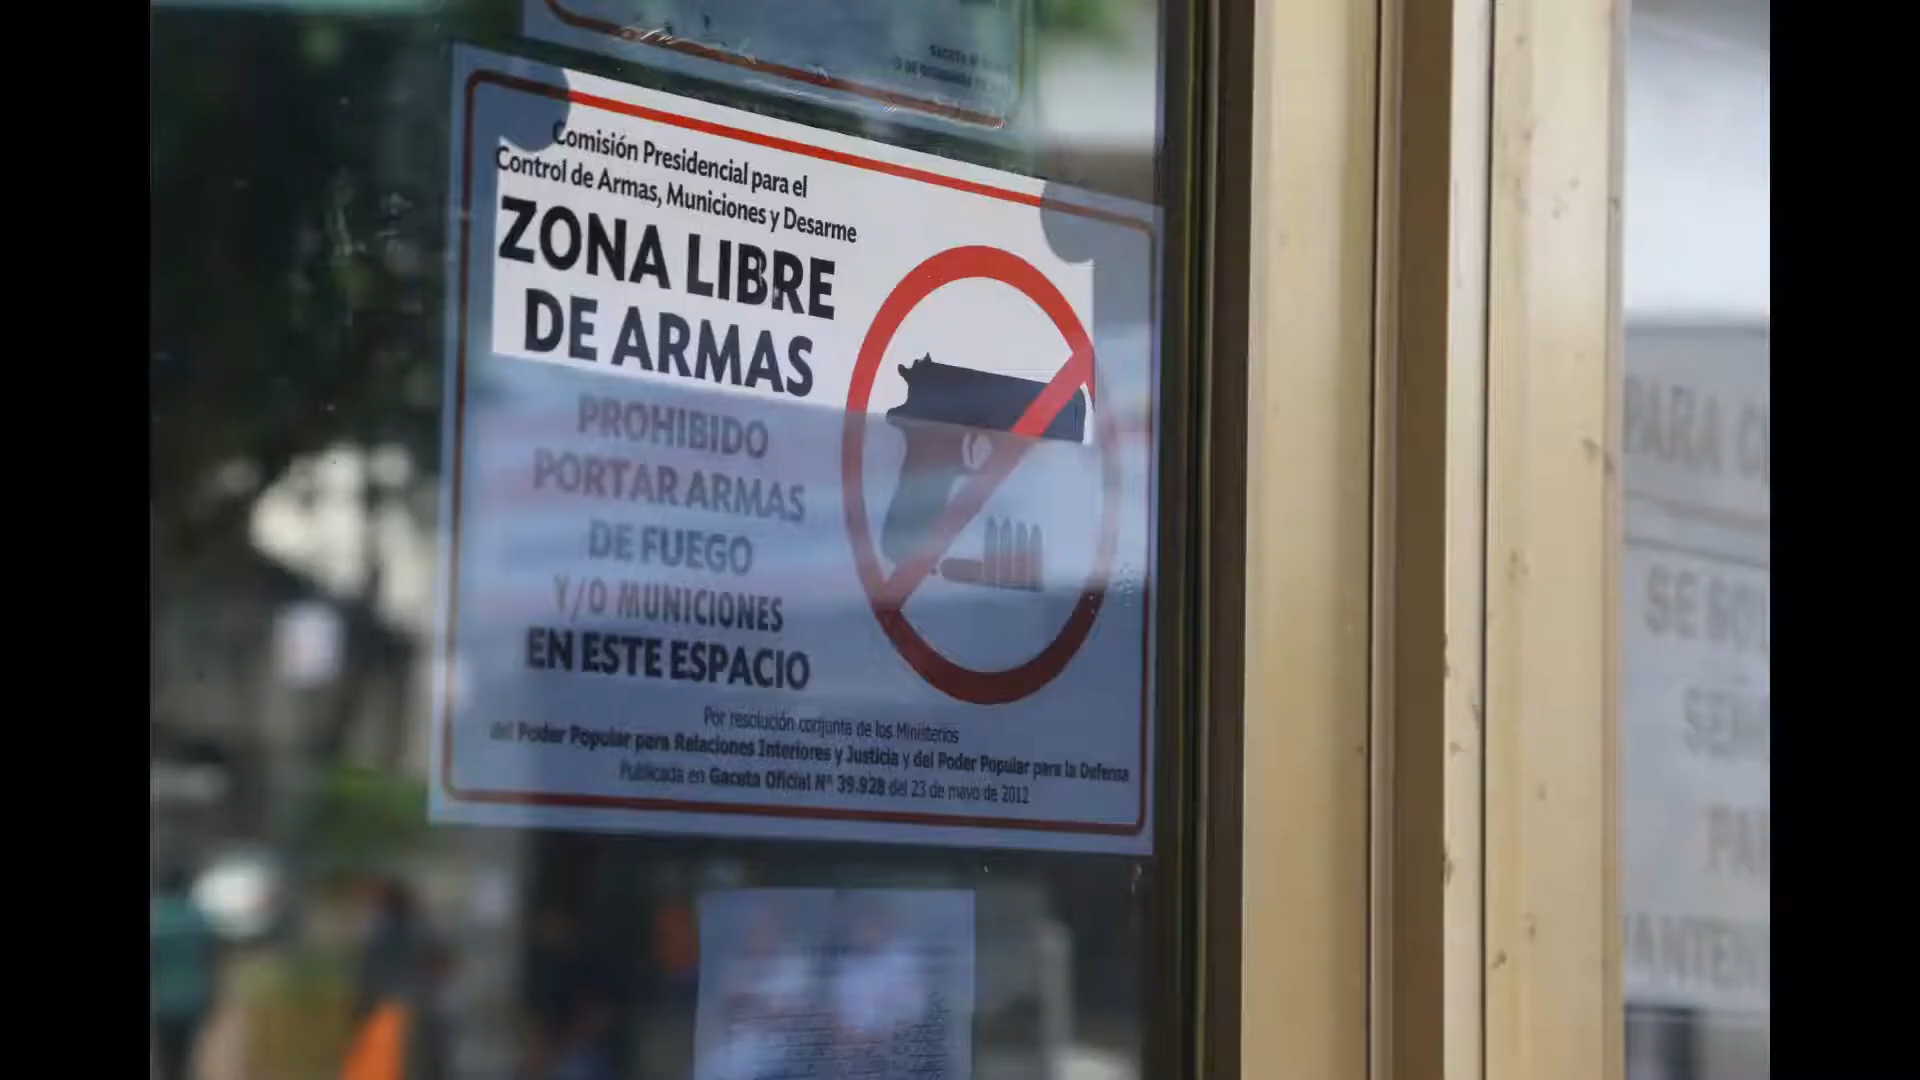 Comisión Presidencial para el
Control de Armas, Municiones y Desarme
ZONA LIBRE
DE ARMAS
PROHIBIDO
PORTAR ARMAS
DE FUEGO
Y/O MUNICIONES
EN ESTE ESPACIO
Por resolución conjunta de los Ministerios
del Poder Popular para Relaciones Interiores y Justicia y del Poder Popular para la Defensa
Publicada en Gaceta Oficial Nº 39.928 del 23 de mayo de 2012
PARA
SE